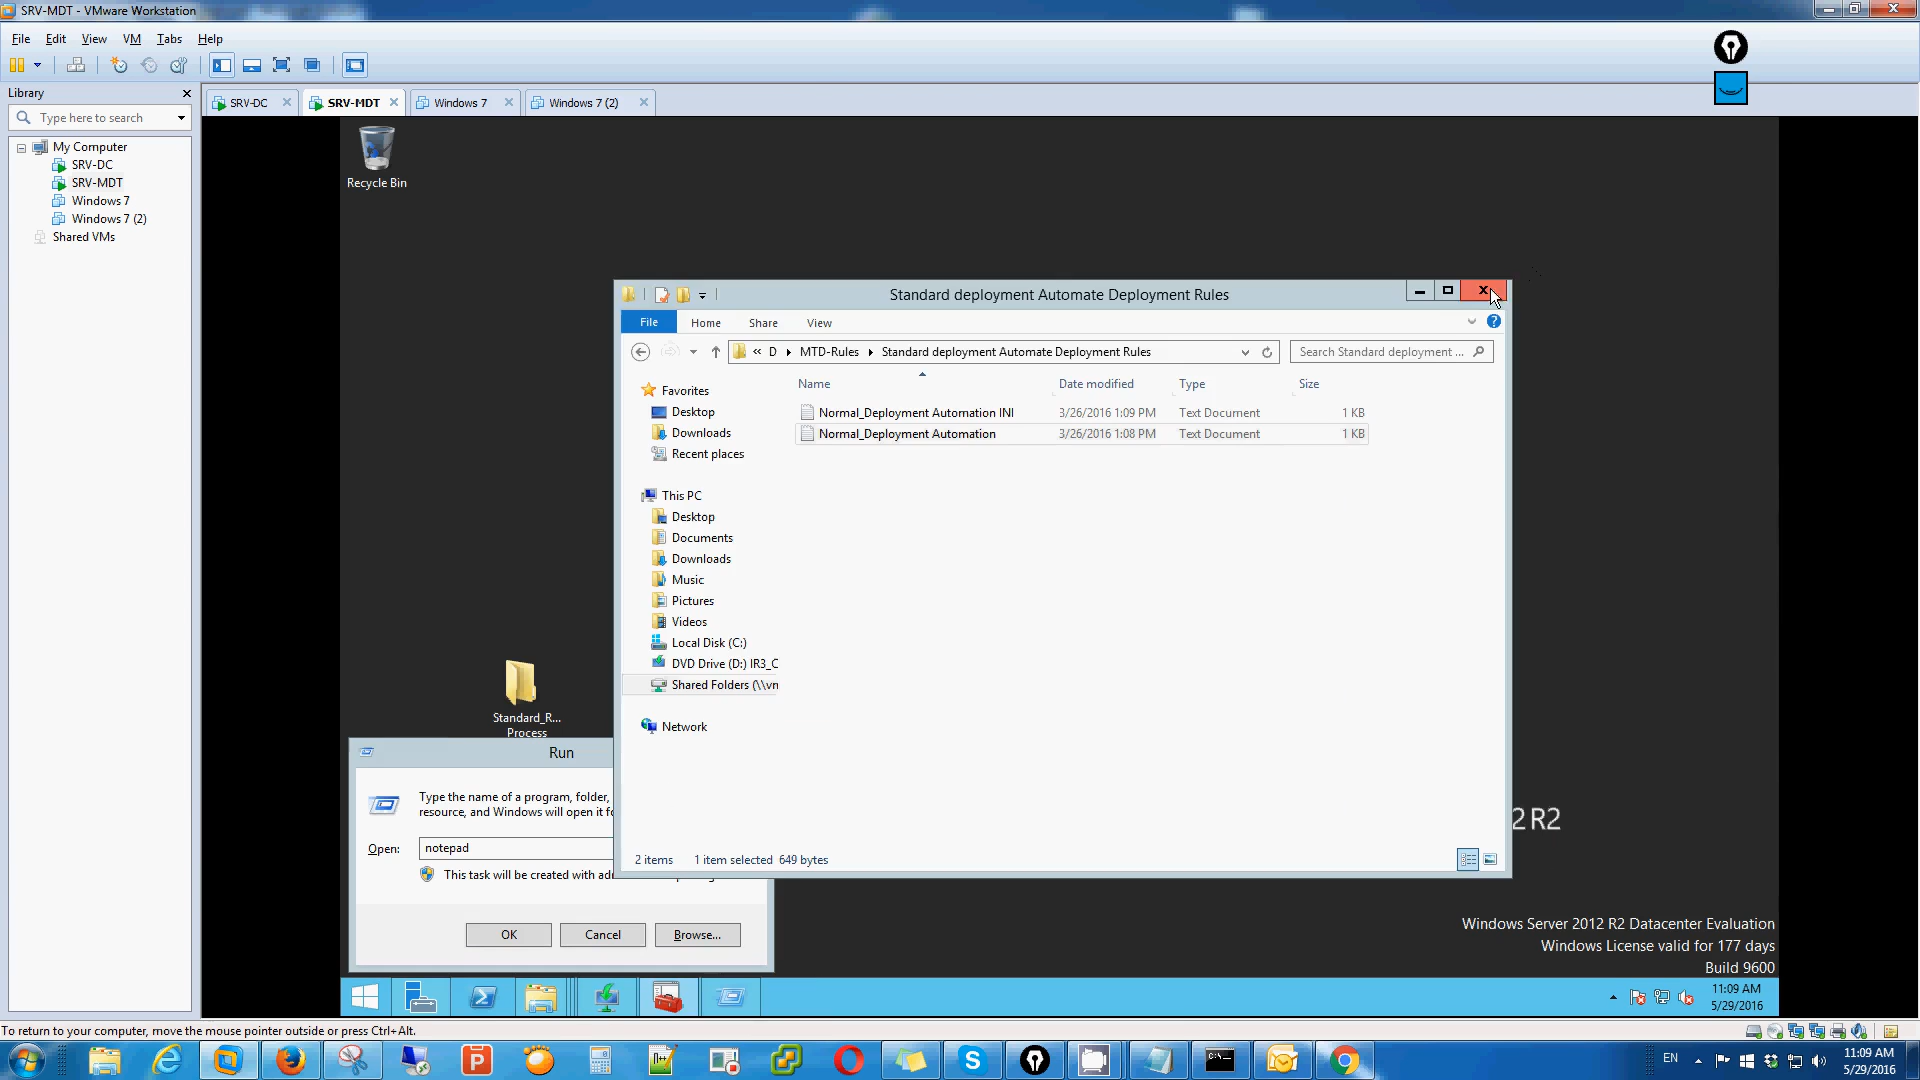 SRV-MDT - VMware Workstation
File Edit View VM Tabs Help
Library
Type here to search
My Computer
SRV-DC
SRV-MDT
Windows 7
Windows 7 (2)
Shared VMs
SRV-DC
SRV-MDT
Windows 7
Windows 7 (2)
Recycle Bin
Standard deployment Automate Deployment Rules
File Home Share View
« D MTD-Rules Standard deployment Automate Deployment Rules
Search Standard deployment ...
Name Date modified Type Size
Normal_Deployment Automation INI 3/26/2016 1:09 PM Text Document 1 KB
Normal_Deployment Automation 3/26/2016 1:08 PM Text Document 1 KB
Favorites
Desktop
Downloads
Recent places
This PC
Desktop
Documents
Downloads
Music
Pictures
Videos
Local Disk (C:)
DVD Drive (D:) IR3_C
Shared Folders (\\vn
Network
2 items 1 item selected 649 bytes
Standard_R...
Process
Run
Type the name of a program, folder,
resource, and Windows will open it fo
Open: notepad
This task will be created with
OK Cancel Browse...
2 R2
Windows Server 2012 R2 Datacenter Evaluation
Windows License valid for 177 days
Build 9600
11:09 AM
5/29/2016
To return to your computer, move the mouse pointer outside or press Ctrl+Alt.
EN
11:09 AM
5/29/2016